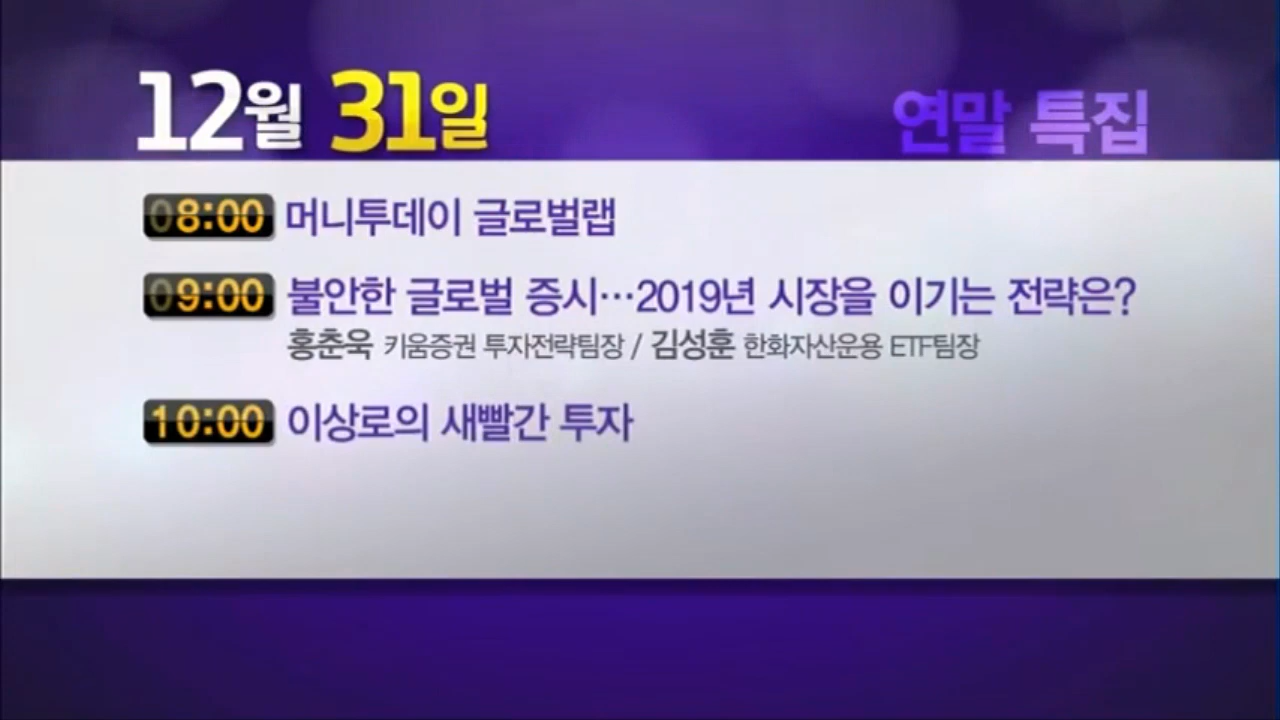 12월 31일
연말 특집
08:00 머니투데이 글로벌랩
09:00 불안한 글로벌 증시…2019년 시장을 이기는 전략은?
홍춘욱 키움증권 투자전략팀장 / 김성훈 한화자산운용 ETF팀장
10:00 이상로의 새빨간 투자